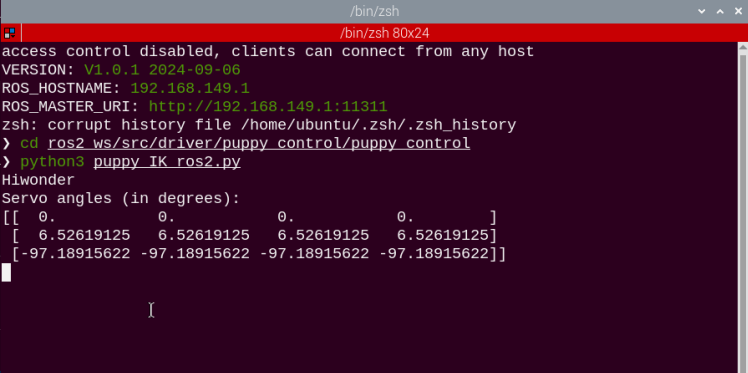 /bin/zsh
/bin/zsh 80x24
access control disabled, clients can connect from any host
VERSION: V1.0.1 2024-09-06
ROS_HOSTNAME: 192.168.149.1
ROS_MASTER_URI: http://192.168.149.1:11311
zsh: corrupt history file /home/ubuntu/.zsh/.zsh_history
❯ cd ros2_ws/src/driver/puppy_control/puppy_control
❯ python3 puppy_IK_ros2.py
Hiwonder
Servo angles (in degrees):
[[  0.           0.           0.           0.        ]
 [  6.52619125   6.52619125   6.52619125   6.52619125]
 [-97.18915622 -97.18915622 -97.18915622 -97.18915622]]